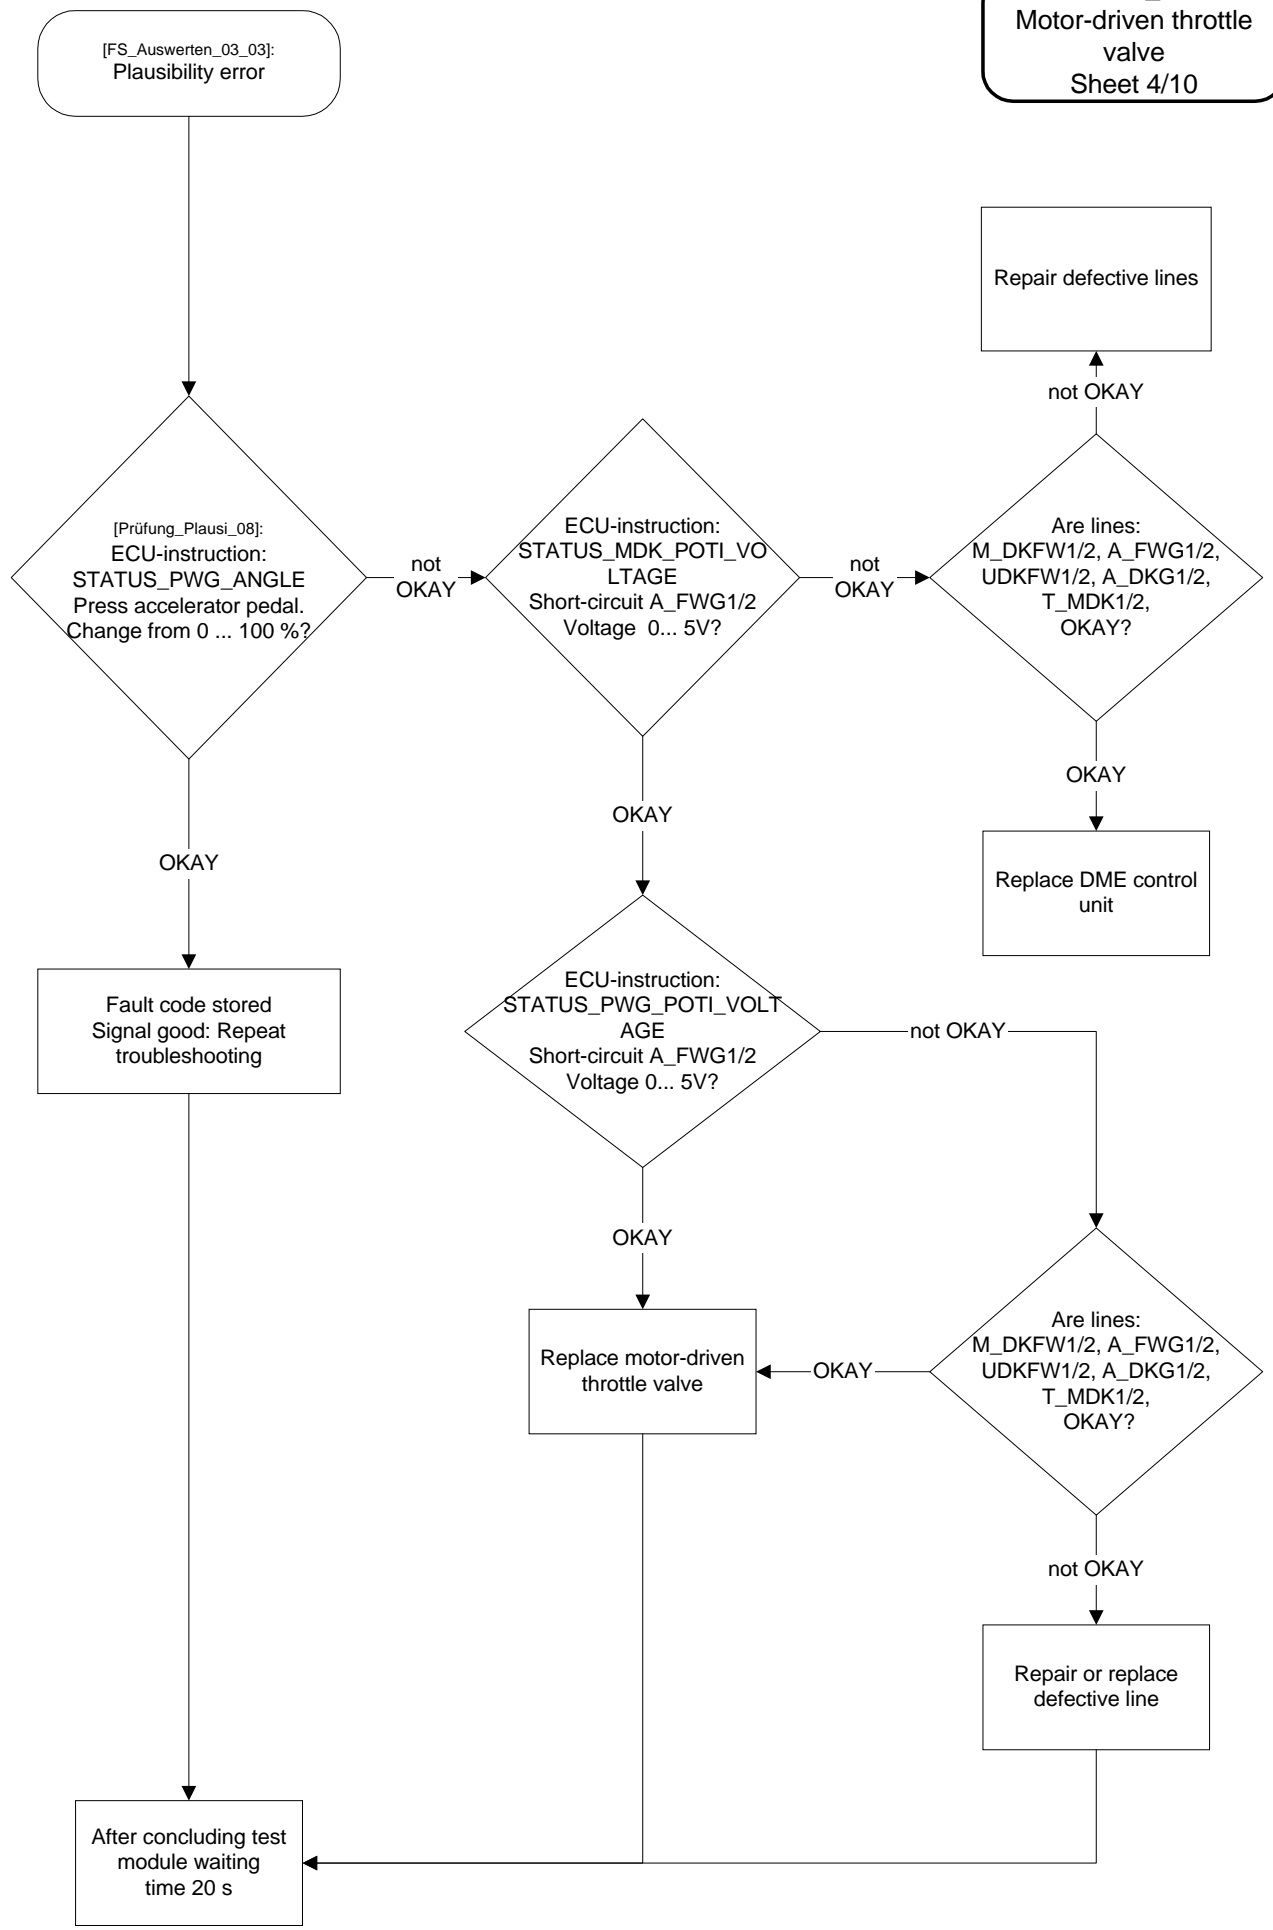 Motor-driven throttle
valve
Sheet 4/10
[FS_Auswerten_03_03]:
Plausibility error
Repair defective lines
not OKAY
[Prüfung_Plausi_08]:
ECU-instruction:
STATUS_PWG_ANGLE
Press accelerator pedal.
Change from 0 ... 100 %?
not
OKAY
ECU-instruction:
STATUS_MDK_POTI_VO
LTAGE
Short-circuit A_FWG1/2
Voltage 0... 5V?
not
OKAY
Are lines:
M_DKFW1/2, A_FWG1/2,
UDKFW1/2, A_DKG1/2,
T_MDK1/2,
OKAY?
OKAY
OKAY
OKAY
Replace DME control
unit
Fault code stored
Signal good: Repeat
troubleshooting
ECU-instruction:
STATUS_PWG_POTI_VOLT
AGE
Short-circuit A_FWG1/2
Voltage 0... 5V?
not OKAY
OKAY
Replace motor-driven
throttle valve
OKAY
Are lines:
M_DKFW1/2, A_FWG1/2,
UDKFW1/2, A_DKG1/2,
T_MDK1/2,
OKAY?
not OKAY
Repair or replace
defective line
After concluding test
module waiting
time 20 s